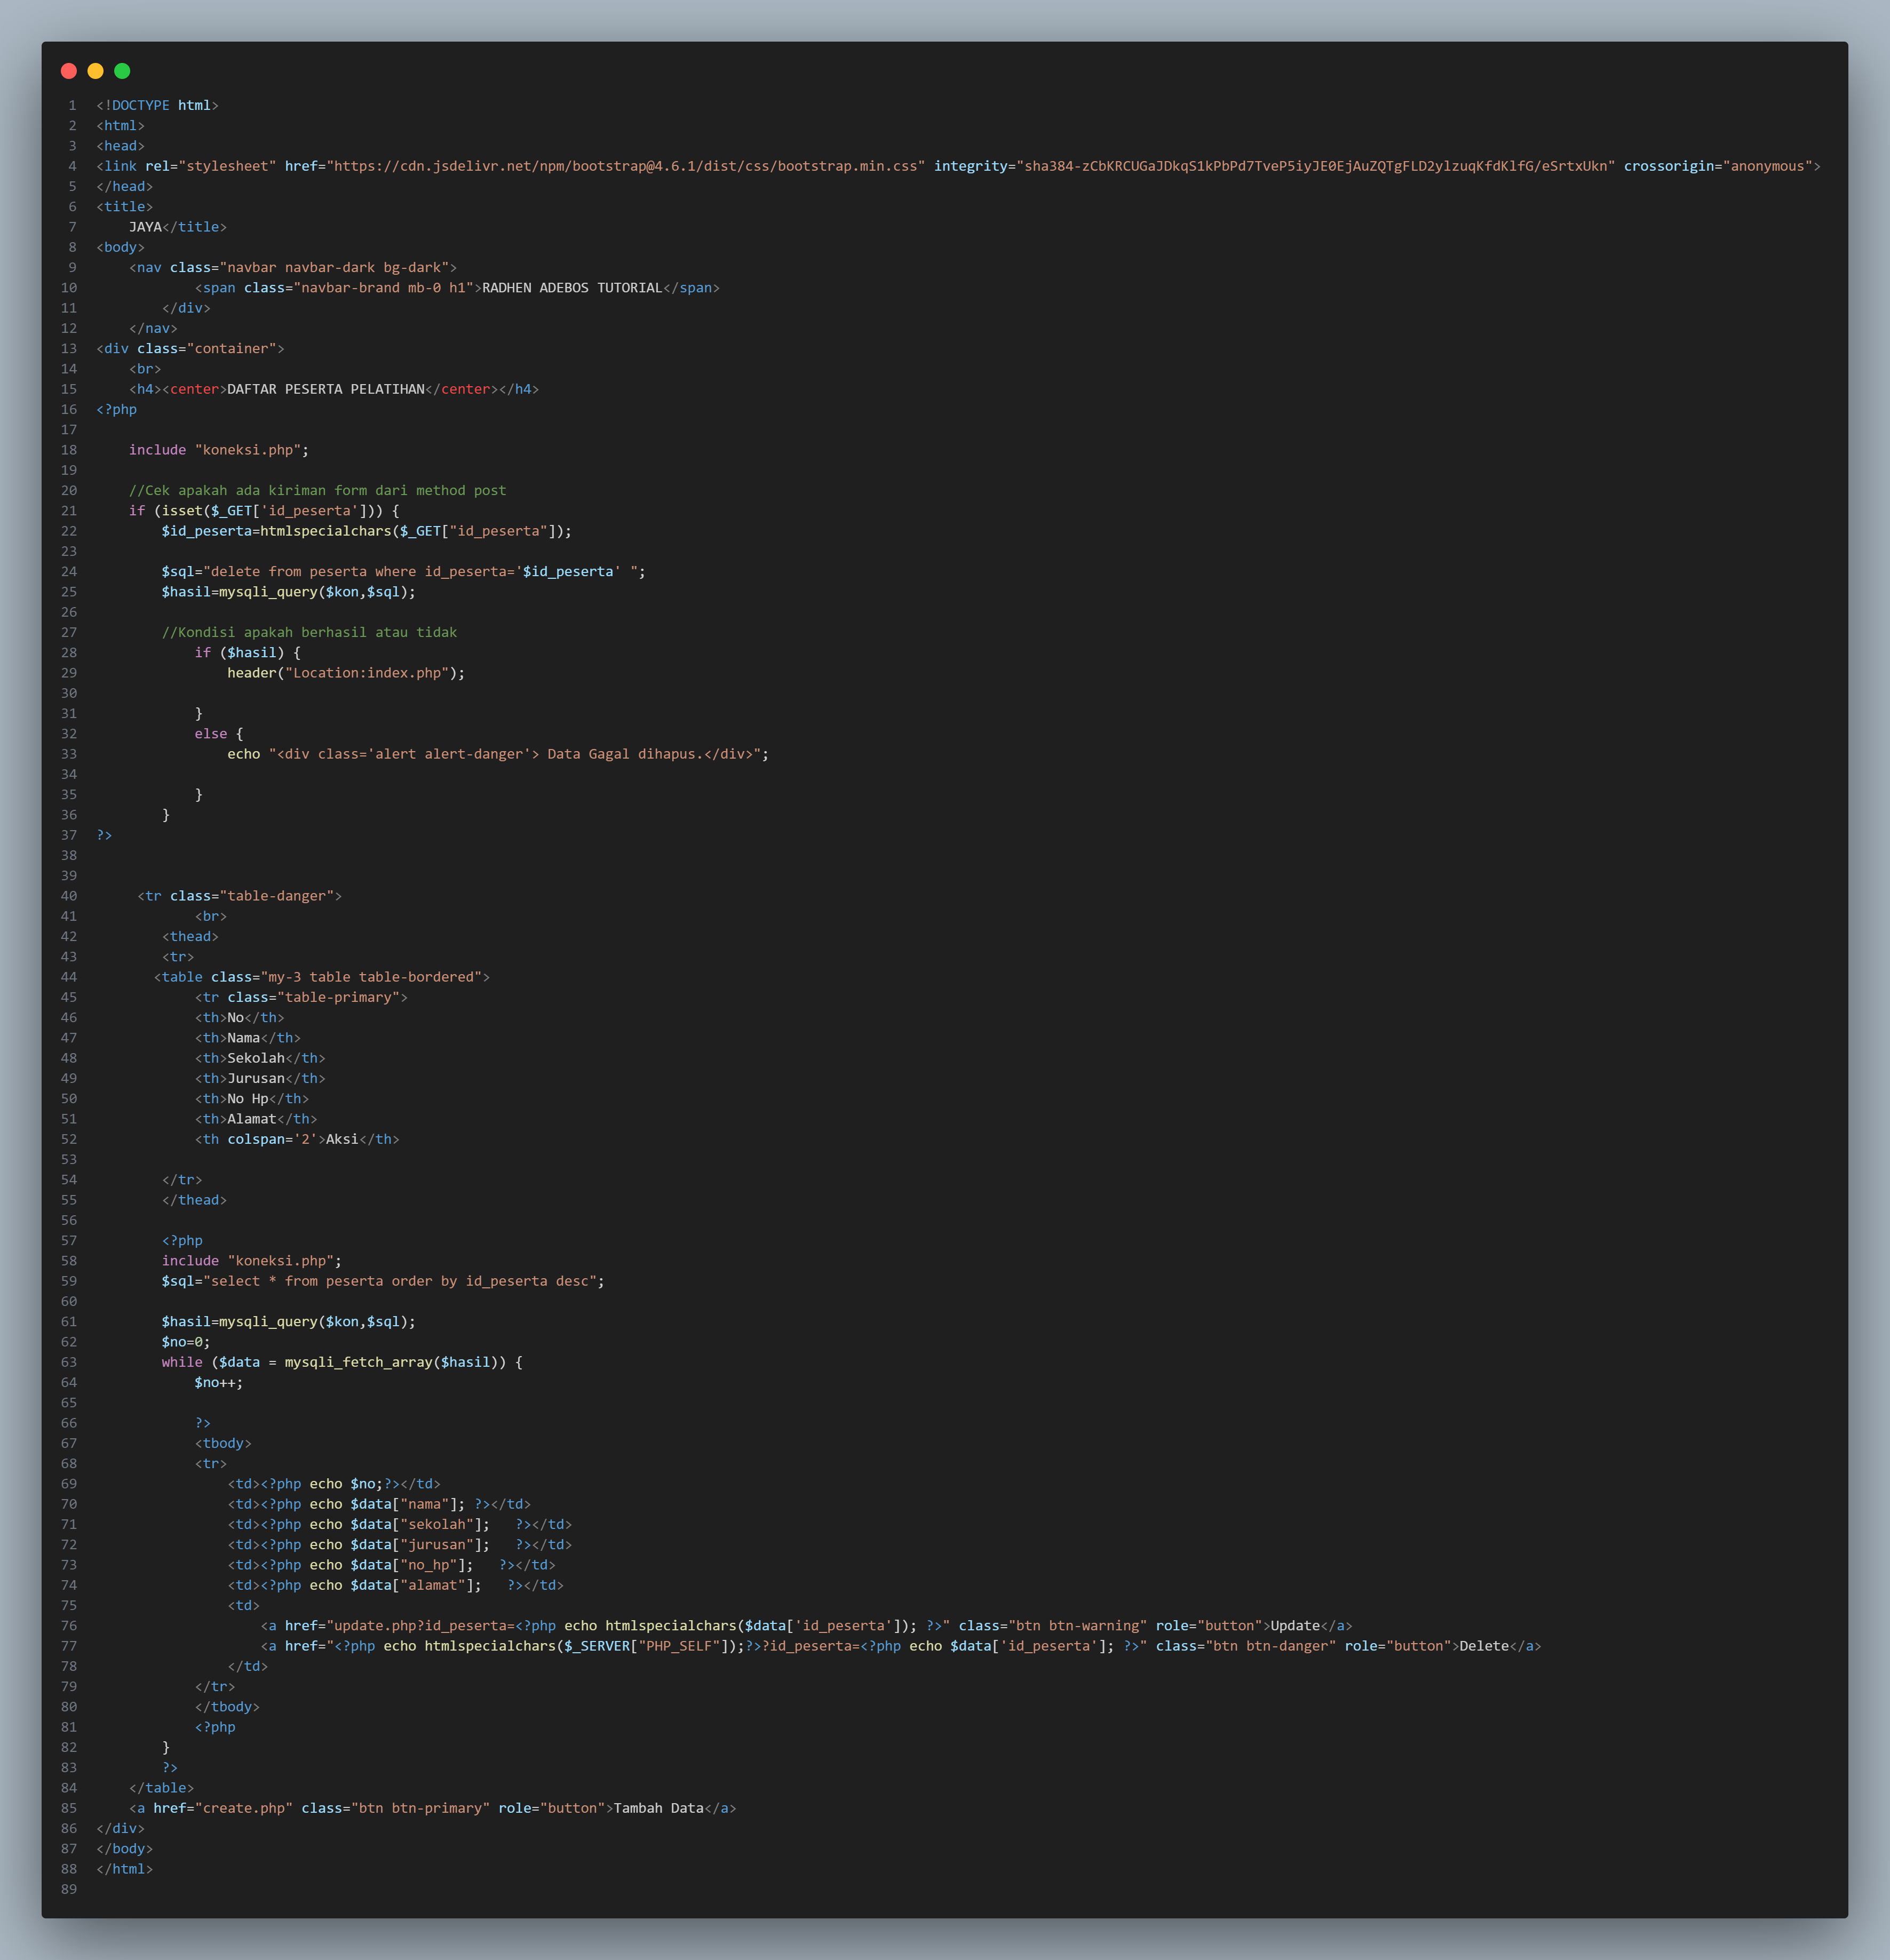 1 <!DOCTYPE html>
2 <html>
3 <head>
4 <link rel="stylesheet" href="https://cdn.jsdelivr.net/npm/bootstrap@4.6.1/dist/css/bootstrap.min.css" integrity="sha384-zCbKRCUGaJDkqS1kPbPd7TveP5iyJE0EjAuZQTgFLD2ylzuqKfdKlfG/eSrtxUkn" crossorigin="anonymous">
5 </head>
6 <title>
7     JAYA</title>
8 <body>
9     <nav class="navbar navbar-dark bg-dark">
10             <span class="navbar-brand mb-0 h1">RADHEN ADEBOS TUTORIAL</span>
11         </div>
12     </nav>
13 <div class="container">
14     <br>
15     <h4><center>DAFTAR PESERTA PELATIHAN</center></h4>
16 <?php
17
18     include "koneksi.php";
19
20     //Cek apakah ada kiriman form dari method post
21     if (isset($_GET['id_peserta'])) {
22         $id_peserta=htmlspecialchars($_GET["id_peserta"]);
23
24         $sql="delete from peserta where id_peserta='$id_peserta' ";
25         $hasil=mysqli_query($kon,$sql);
26
27         //Kondisi apakah berhasil atau tidak
28             if ($hasil) {
29                 header("Location:index.php");
30
31             }
32             else {
33                 echo "<div class='alert alert-danger'> Data Gagal dihapus.</div>";
34
35             }
36         }
37 ?>
38
39
40      <tr class="table-danger">
41             <br>
42         <thead>
43         <tr>
44        <table class="my-3 table table-bordered">
45             <tr class="table-primary">
46             <th>No</th>
47             <th>Nama</th>
48             <th>Sekolah</th>
49             <th>Jurusan</th>
50             <th>No Hp</th>
51             <th>Alamat</th>
52             <th colspan='2'>Aksi</th>
53
54         </tr>
55         </thead>
56
57         <?php
58         include "koneksi.php";
59         $sql="select * from peserta order by id_peserta desc";
60
61         $hasil=mysqli_query($kon,$sql);
62         $no=0;
63         while ($data = mysqli_fetch_array($hasil)) {
64             $no++;
65
66             ?>
67             <tbody>
68             <tr>
69                 <td><?php echo $no;?></td>
70                 <td><?php echo $data["nama"]; ?></td>
71                 <td><?php echo $data["sekolah"];   ?></td>
72                 <td><?php echo $data["jurusan"];   ?></td>
73                 <td><?php echo $data["no_hp"];   ?></td>
74                 <td><?php echo $data["alamat"];   ?></td>
75                 <td>
76                     <a href="update.php?id_peserta=<?php echo htmlspecialchars($data['id_peserta']); ?>" class="btn btn-warning" role="button">Update</a>
77                     <a href="<?php echo htmlspecialchars($_SERVER["PHP_SELF"]);?>?id_peserta=<?php echo $data['id_peserta']; ?>" class="btn btn-danger" role="button">Delete</a>
78                 </td>
79             </tr>
80             </tbody>
81             <?php
82         }
83         ?>
84     </table>
85     <a href="create.php" class="btn btn-primary" role="button">Tambah Data</a>
86 </div>
87 </body>
88 </html>
89